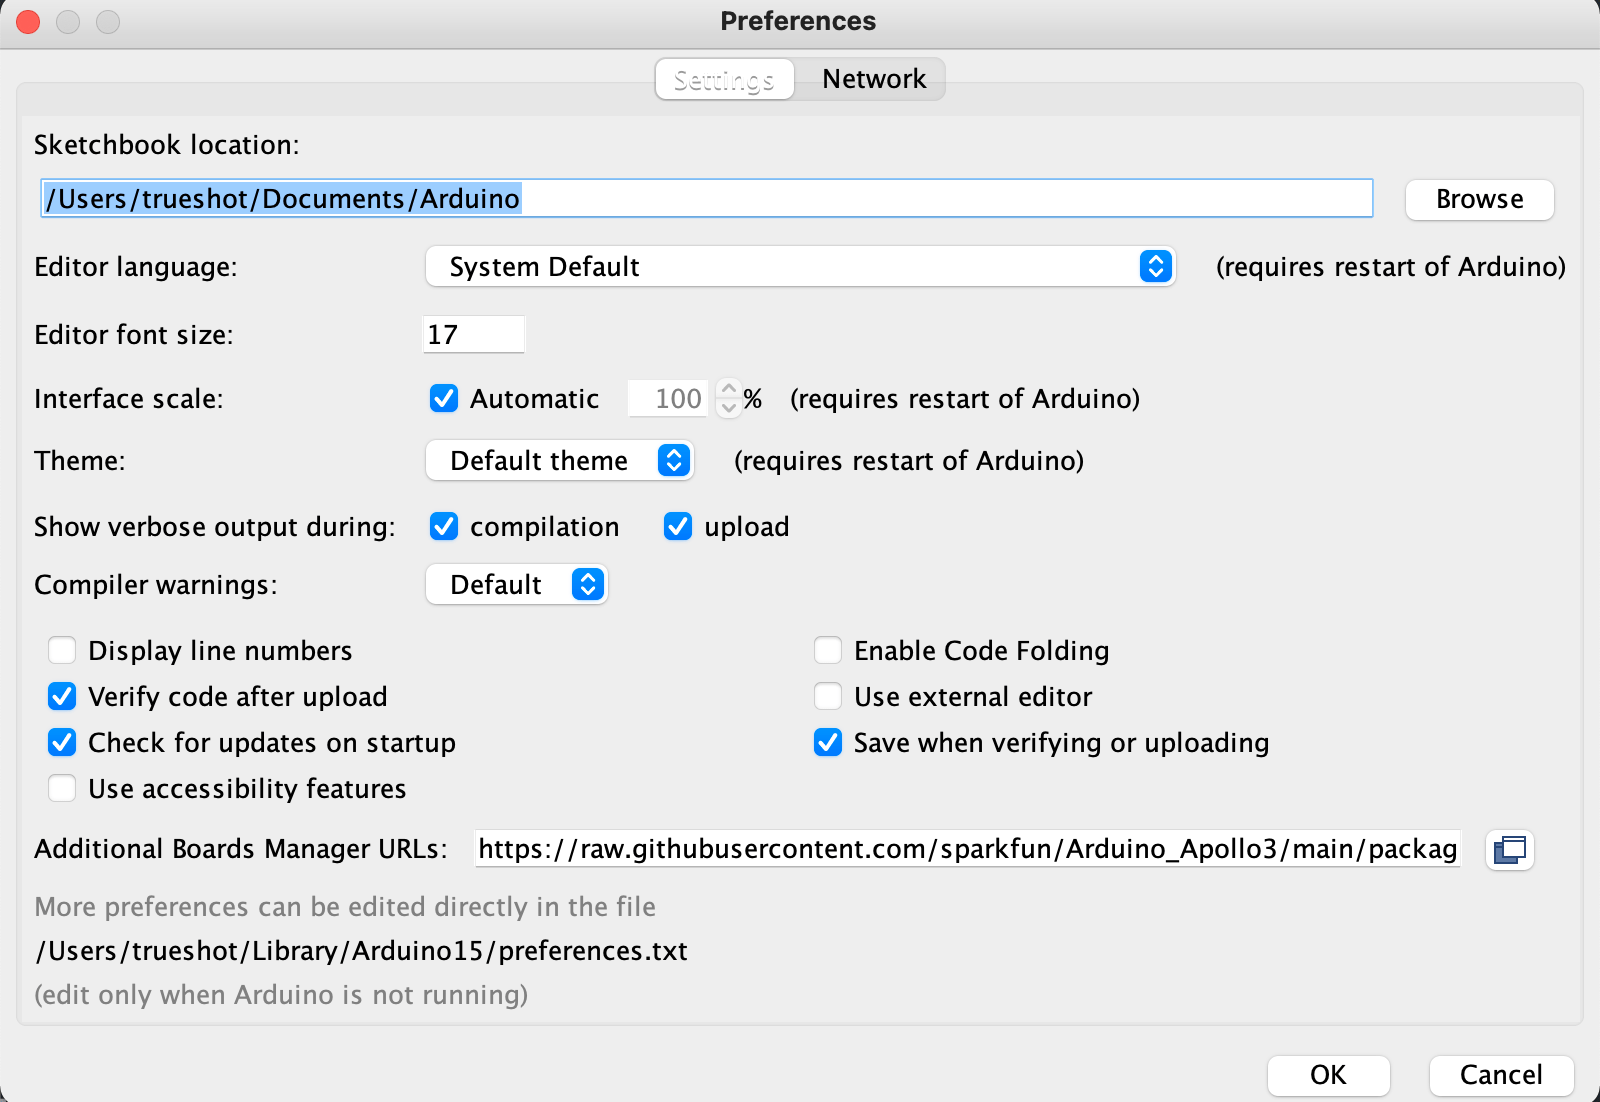 Preferences
Settings Network
Sketchbook location:
/Users/trueshot/Documents/Arduino Browse
Editor language: System Default (requires restart of Arduino)
Editor font size: 17
Interface scale: Automatic 100 % (requires restart of Arduino)
Theme: Default theme (requires restart of Arduino)
Show verbose output during: compilation upload
Compiler warnings: Default
Display line numbers Enable Code Folding
Verify code after upload Use external editor
Check for updates on startup Save when verifying or uploading
Use accessibility features
Additional Boards Manager URLs: https://raw.githubusercontent.com/sparkfun/Arduino_Apollo3/main/packag
More preferences can be edited directly in the file
/Users/trueshot/Library/Arduino15/preferences.txt
(edit only when Arduino is not running)
OK Cancel